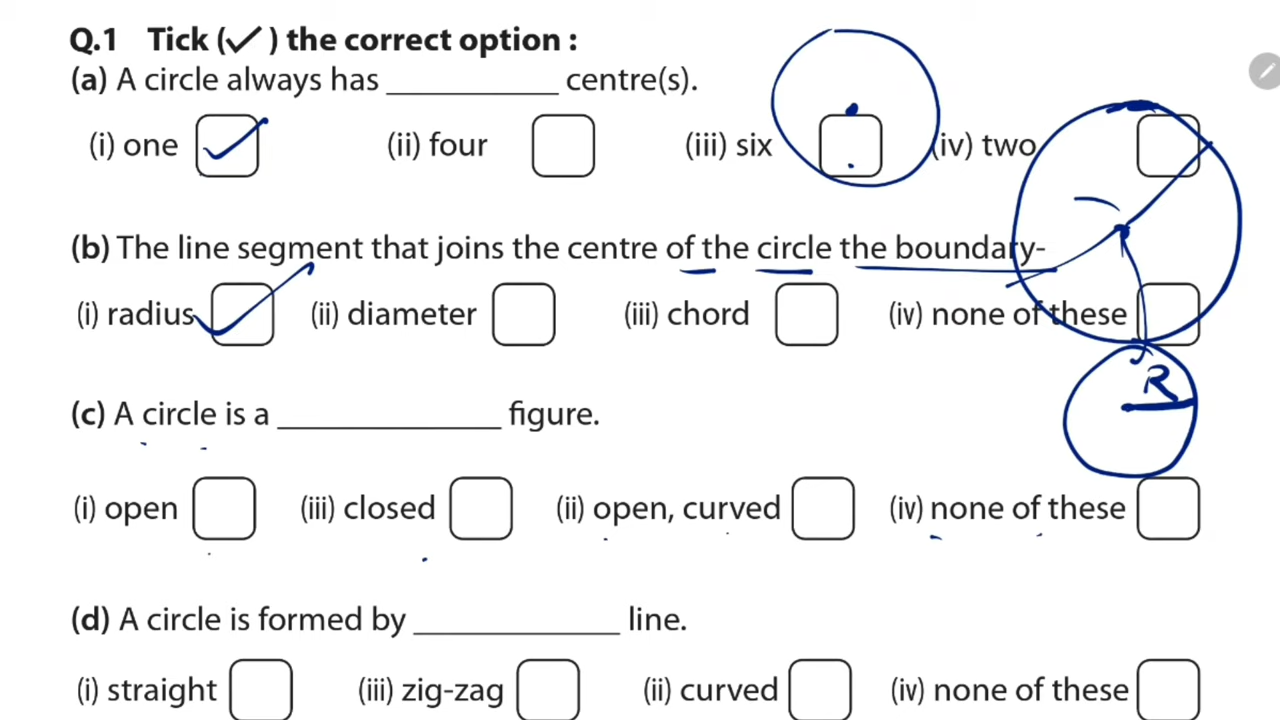 Q.1 Tick (✓) the correct option :
(a) A circle always has ____________ centre(s).
(i) one ✓ (ii) four (iii) six (iv) two
(b) The line segment that joins the centre of the circle the boundary-
(i) radius ✓ (ii) diameter (iii) chord (iv) none of these
R
(c) A circle is a ________________ figure.
(i) open (iii) closed (ii) open, curved (iv) none of these
(d) A circle is formed by ______________ line.
(i) straight (iii) zig-zag (ii) curved (iv) none of these